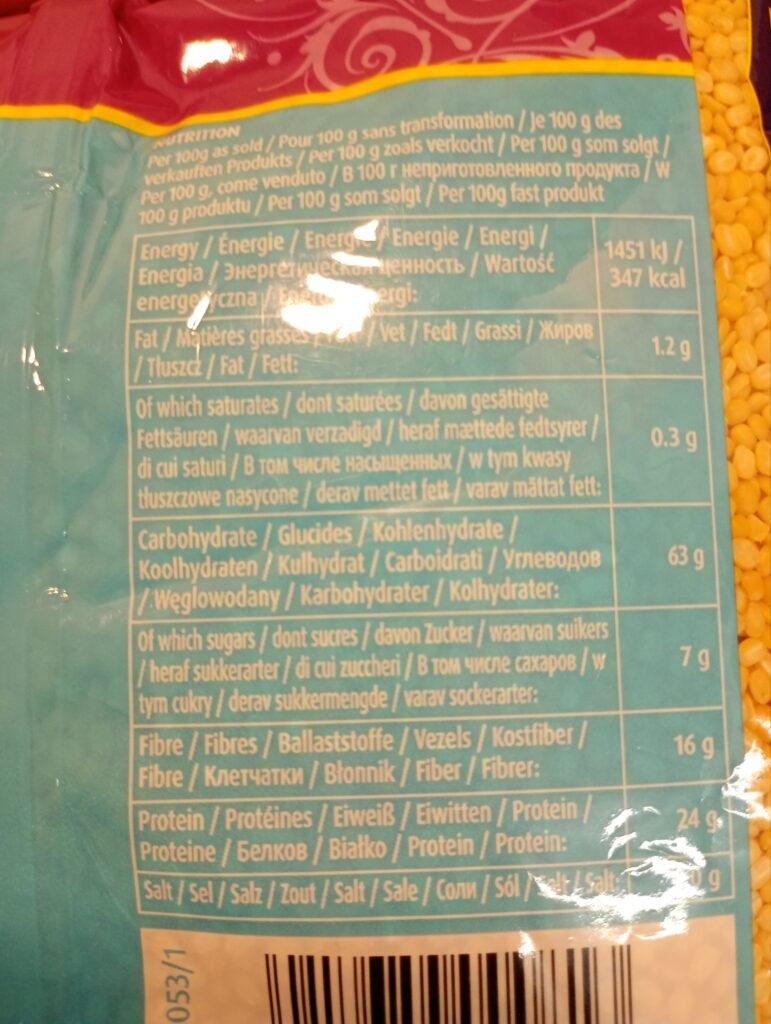 NUTRITION
Per 100g as sold / Pour 100 g sans transformation / Je 100 g des
verkauften Produkts / Per 100 g zoals verkocht / Per 100 g som solgt /
Per 100 g, come venduto / В 100 г неприготовленного продукта / W
100 g produktu / Per 100 g som solgt / Per 100g fast produkt
Energy / Énergie / Energie / Energie / Energi /
Energia / Энергетическая ценность / Wartość
energetyczna
1451 kJ /
347 kcal
Fat / Matières grasses / Vet / Fedt / Grassi / Жиров
/ Tłuszcz / Fat / Fett:
1.2 g
Of which saturates / dont saturées / davon gesättigte
Fettsäuren / waarvan verzadigd / heraf mættede fedtsyrer /
di cui saturi / В том числе насыщенных / w tym kwasy
tłuszczowe nasycone / derav mettet fett / varav mättat fett:
0.3 g
Carbohydrate / Glucides / Kohlenhydrate /
Koolhydraten / Kulhydrat / Carboidrati / Углеводов
/ Węglowodany / Karbohydrater / Kolhydrater:
63 g
Of which sugars / dont sucres / davon Zucker / waarvan suikers
/ heraf sukkerarter / di cui zuccheri / В том числе сахаров / w
tym cukry / derav sukkermengde / varav sockerarter:
7 g
Fibre / Fibres / Ballaststoffe / Vezels / Kostfiber /
Fibre / Клетчатки / Błonnik / Fiber / Fibrer:
16 g
Protein / Protéines / Eiweiß / Eiwitten / Protein /
Proteine / Белков / Białko / Protein / Protein:
24 g
Salt / Sel / Salz / Zout / Salt / Sale / Соли / Sól / Salt / Salt:
g
053/1